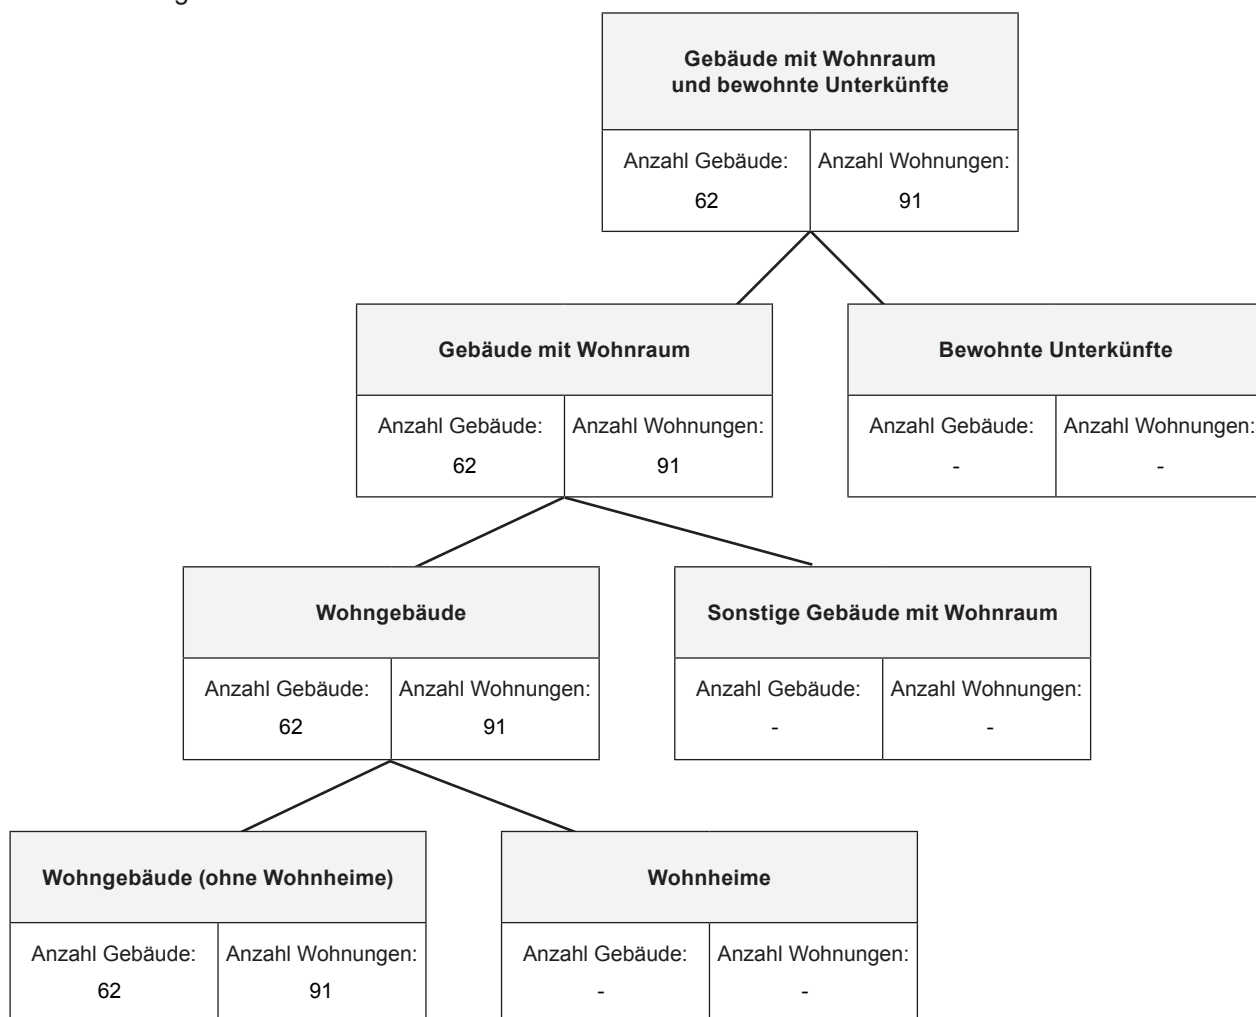 Gebäude mit Wohnraum
und bewohnte Unterkünfte
Anzahl Gebäude: Anzahl Wohnungen:
62 91
Gebäude mit Wohnraum Bewohnte Unterkünfte
Anzahl Gebäude: Anzahl Wohnungen: Anzahl Gebäude: Anzahl Wohnungen:
62 91 - -
Wohngebäude Sonstige Gebäude mit Wohnraum
Anzahl Gebäude: Anzahl Wohnungen: Anzahl Gebäude: Anzahl Wohnungen:
62 91 - -
Wohngebäude (ohne Wohnheime) Wohnheime
Anzahl Gebäude: Anzahl Wohnungen: Anzahl Gebäude: Anzahl Wohnungen:
62 91 - -